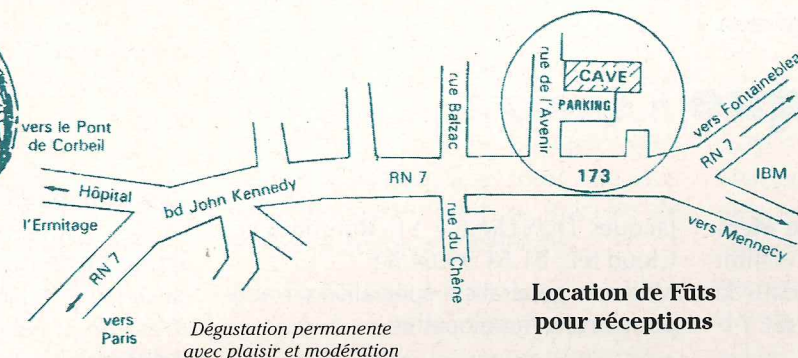 vers le Pont
de Corbeil
Hôpital
l'Ermitage
RN 7
vers
Paris
bd John Kennedy
RN 7
rue Balzac
rue du Chêne
rue de l'Avenir
CAVE
PARKING
173
vers Fontainebleau
RN 7
IBM
vers Mennecy
Dégustation permanente
avec plaisir et modération
Location de Fûts
pour réceptions